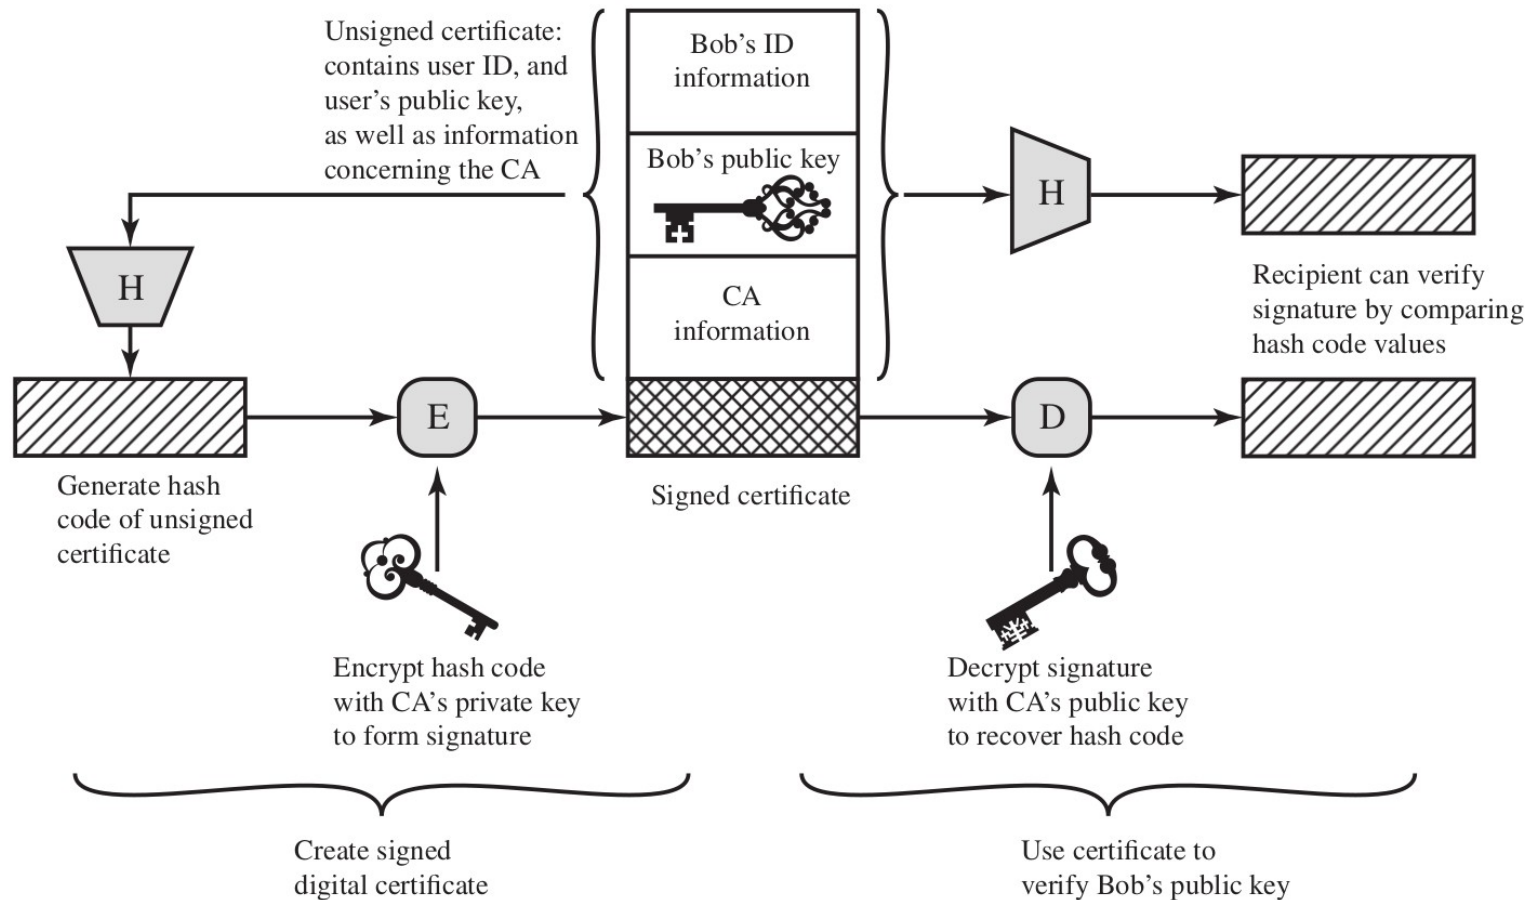 Unsigned certificate:
contains user ID, and
user's public key,
as well as information
concerning the CA
Bob's ID
information
Bob's public key
CA
information
H
H
Recipient can verify
signature by comparing
hash code values
E
D
Generate hash
code of unsigned
certificate
Signed certificate
Encrypt hash code
with CA's private key
to form signature
Decrypt signature
with CA's public key
to recover hash code
Create signed
digital certificate
Use certificate to
verify Bob's public key